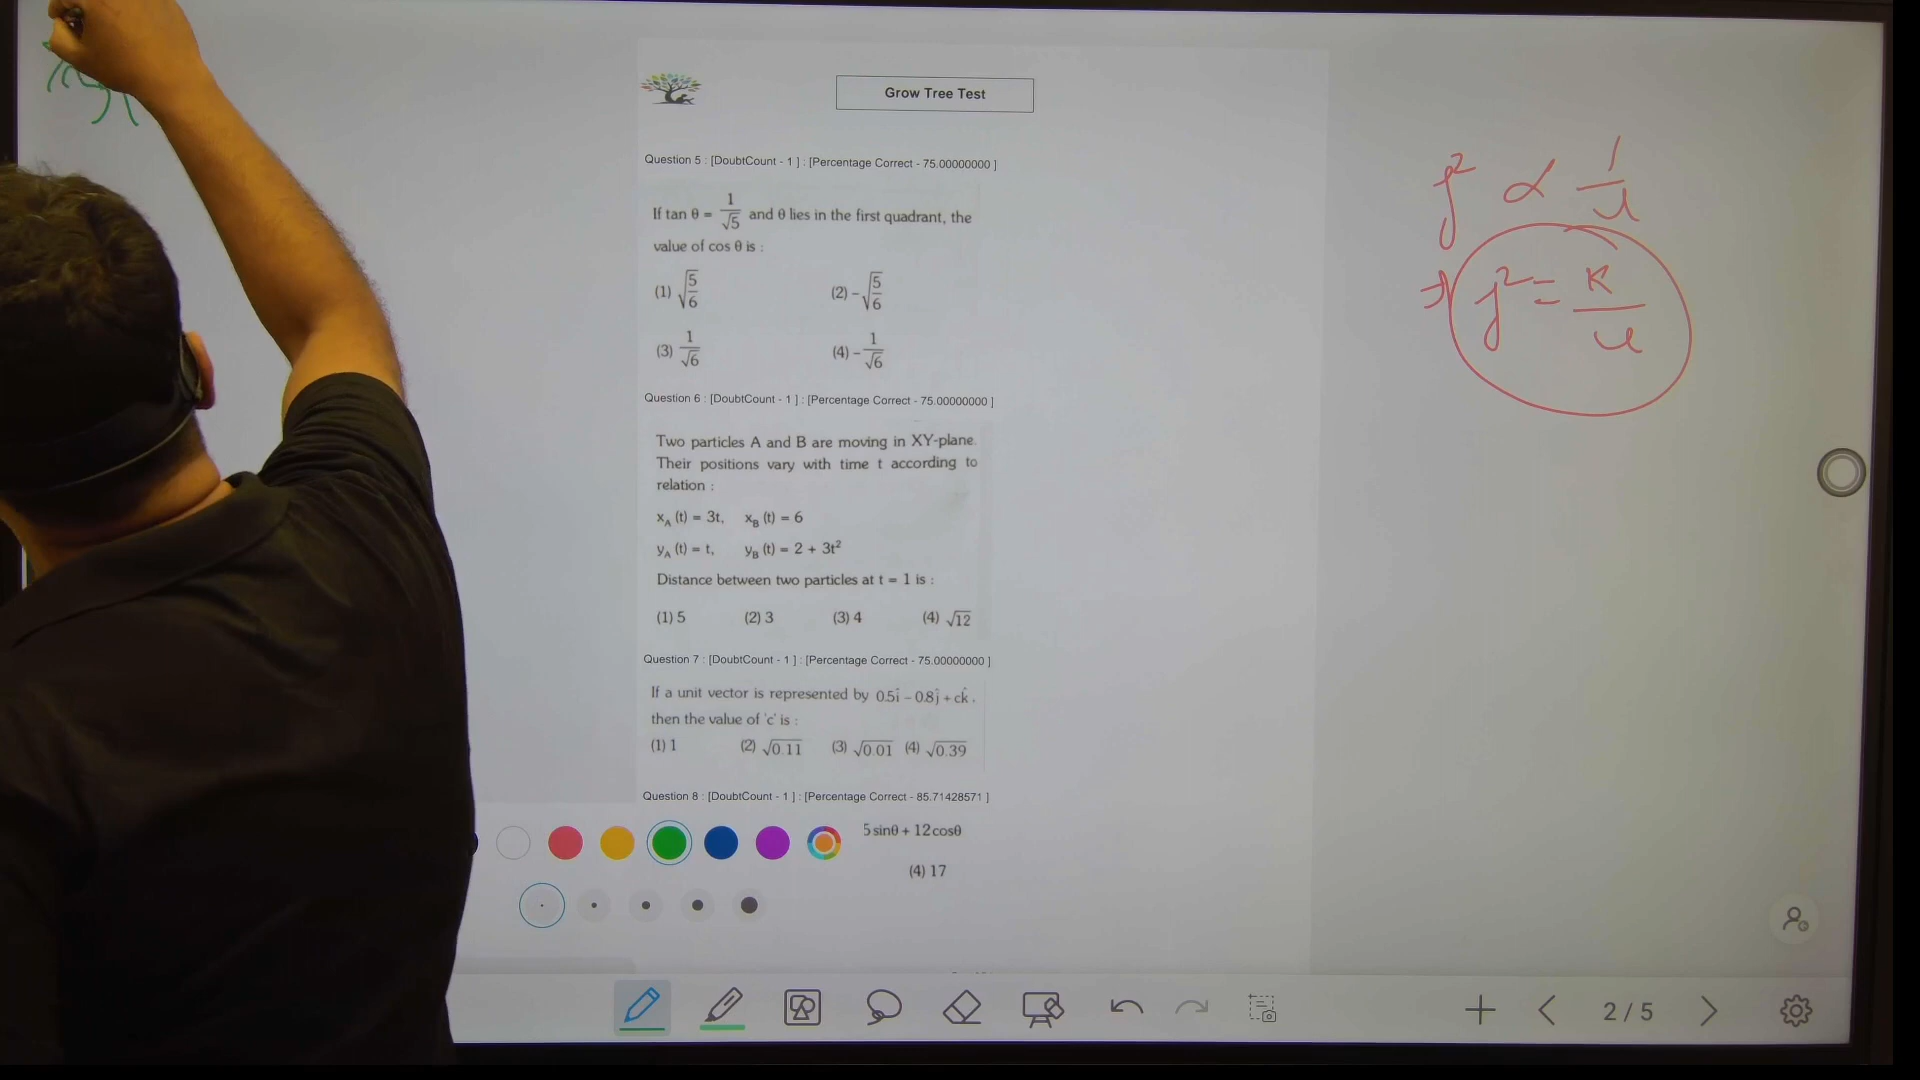 Grow Tree Test
Question 5 : [DoubtCount - 1 ] : [Percentage Correct - 75.00000000 ]
If tan θ = 1/√5 and θ lies in the first quadrant, the
value of cos θ is :
(1) √(5/6) (2) -√(5/6)
(3) 1/√6 (4) -1/√6
Question 6 : [DoubtCount - 1 ] : [Percentage Correct - 75.00000000 ]
Two particles A and B are moving in XY-plane.
Their positions vary with time t according to
relation :
x_A (t) = 3t, x_B (t) = 6
y_A (t) = t, y_B (t) = 2 + 3t²
Distance between two particles at t = 1 is :
(1) 5 (2) 3 (3) 4 (4) √12
Question 7 : [DoubtCount - 1 ] : [Percentage Correct - 75.00000000 ]
If a unit vector is represented by 0.5î - 0.8ĵ + ck̂ ,
then the value of 'c' is :
(1) 1 (2) √0.11 (3) √0.01 (4) √0.39
Question 8 : [DoubtCount - 1 ] : [Percentage Correct - 85.71428571 ]
5 sinθ + 12 cosθ
(4) 17
2 / 5